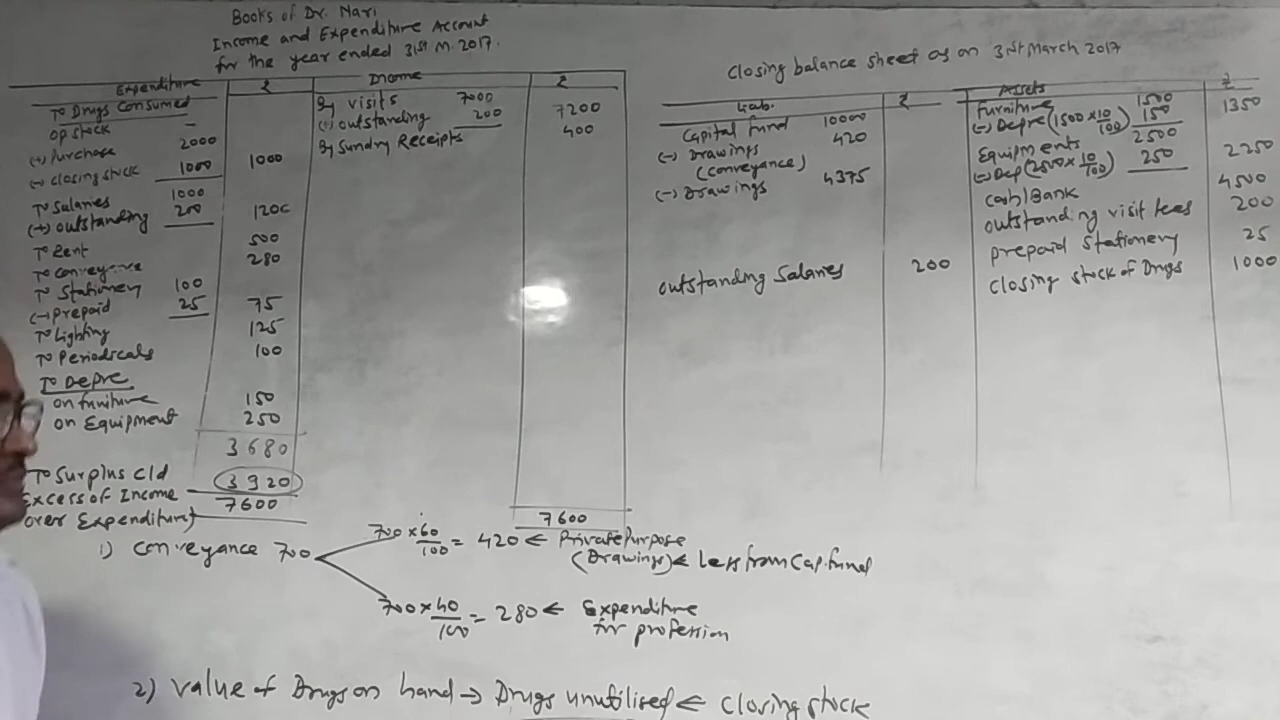 Books of Dr. Nari
Income and Expenditure Account
for the year ended 31st M. 2017.
Expenditure ₹ Income ₹
To Drugs Consumed
Op stock –
(+) Purchase 2000
(-) closing stock 1000 1000
To Salaries 1000
(+) outstanding 200 1200
To Rent 500
To Conveyance 280
To Stationery 100
(-) prepaid 25 75
To Lighting 125
To Periodicals 100
To Depre
on furniture 150
on Equipment 250
3680
To Surplus c/d 3920
Excess of Income
over Expenditure) 7600
By visits 7000
(+) outstanding 200 7200
By Sundry Receipts 400
7600
Closing balance sheet as on 31st March 2017
Liab. ₹ Assets ₹
Capital fund 10000
(-) Drawings 420
(conveyance)
(-) Drawings 4375
outstanding Salaries 200
Furniture 1500
(-) Depre (1500 × 10/100) 150 1350
Equipments 2500
(-) Dep (2500 × 10/100) 250 2250
Cash/Bank 4500
outstanding visit fees 200
prepaid Stationery 25
closing stock of Drugs 1000
1) Conveyance 700
700 × 60/100 = 420 ← Private Purpose
(Drawings) ← Less from Cap. fund
700 × 40/100 = 280 ← Expenditure
for profession
2) Value of Drugs on hand → Drugs unutilised ← Closing stock